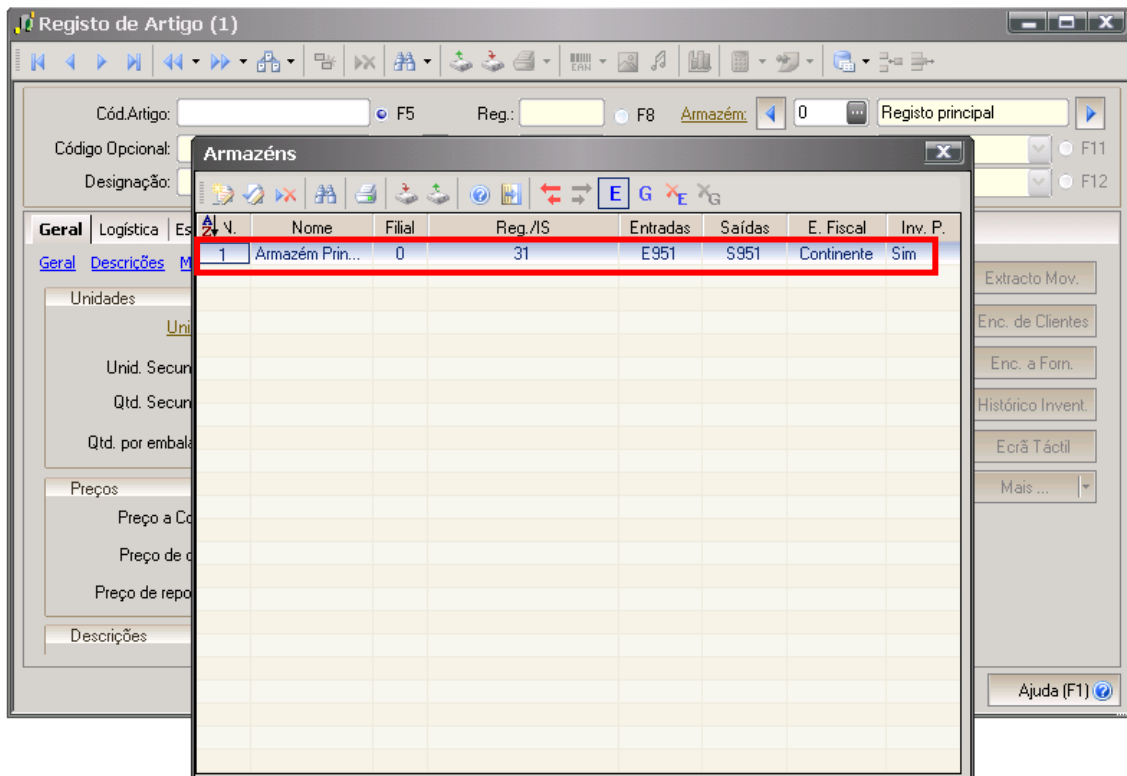 Registo de Artigo (1)
EAN
Cód.Artigo: F5 Reg.: F8 Armazém: 0 Registo principal
Código Opcional: F11
Designação: F12
Armazéns
E G E G
Geral Logística Es
Geral Descrições M
A Z N. Nome Filial Reg./IS Entradas Saídas E. Fiscal Inv. P.
1 Armazém Prin... 0 31 E951 S951 Continente Sim
Unidades
Uni
Unid. Secun
Qtd. Secun
Qtd. por embala
Preços
Preço a Co
Preço de c
Preço de repo
Descrições
Extracto Mov.
Enc. de Clientes
Enc. a Forn.
Histórico Invent.
Ecrã Táctil
Mais ...
Ajuda (F1)